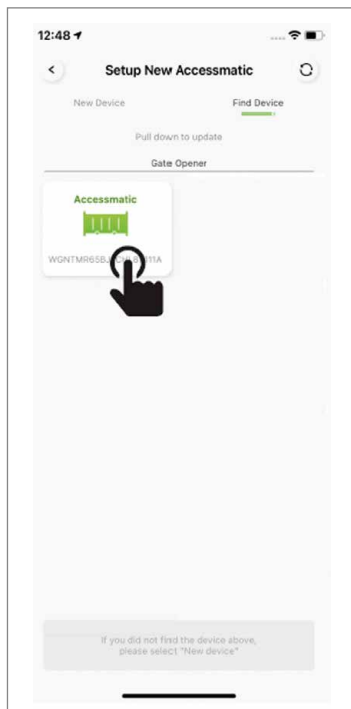 12:48
Setup New Accessmatic
New Device
Find Device
Pull down to update
Gate Opener
Accessmatic
If you did not find the device above,
please select "New device"